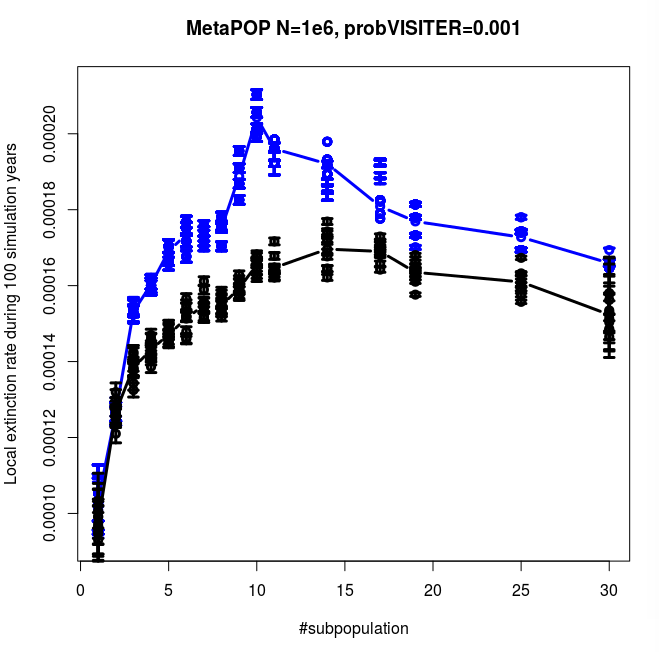 MetaPOP N=1e6, probVISITER=0.001
Local extinction rate during 100 simulation years
0.00020
0.00018
0.00016
0.00014
0.00012
0.00010
0 5 10 15 20 25 30
#subpopulation